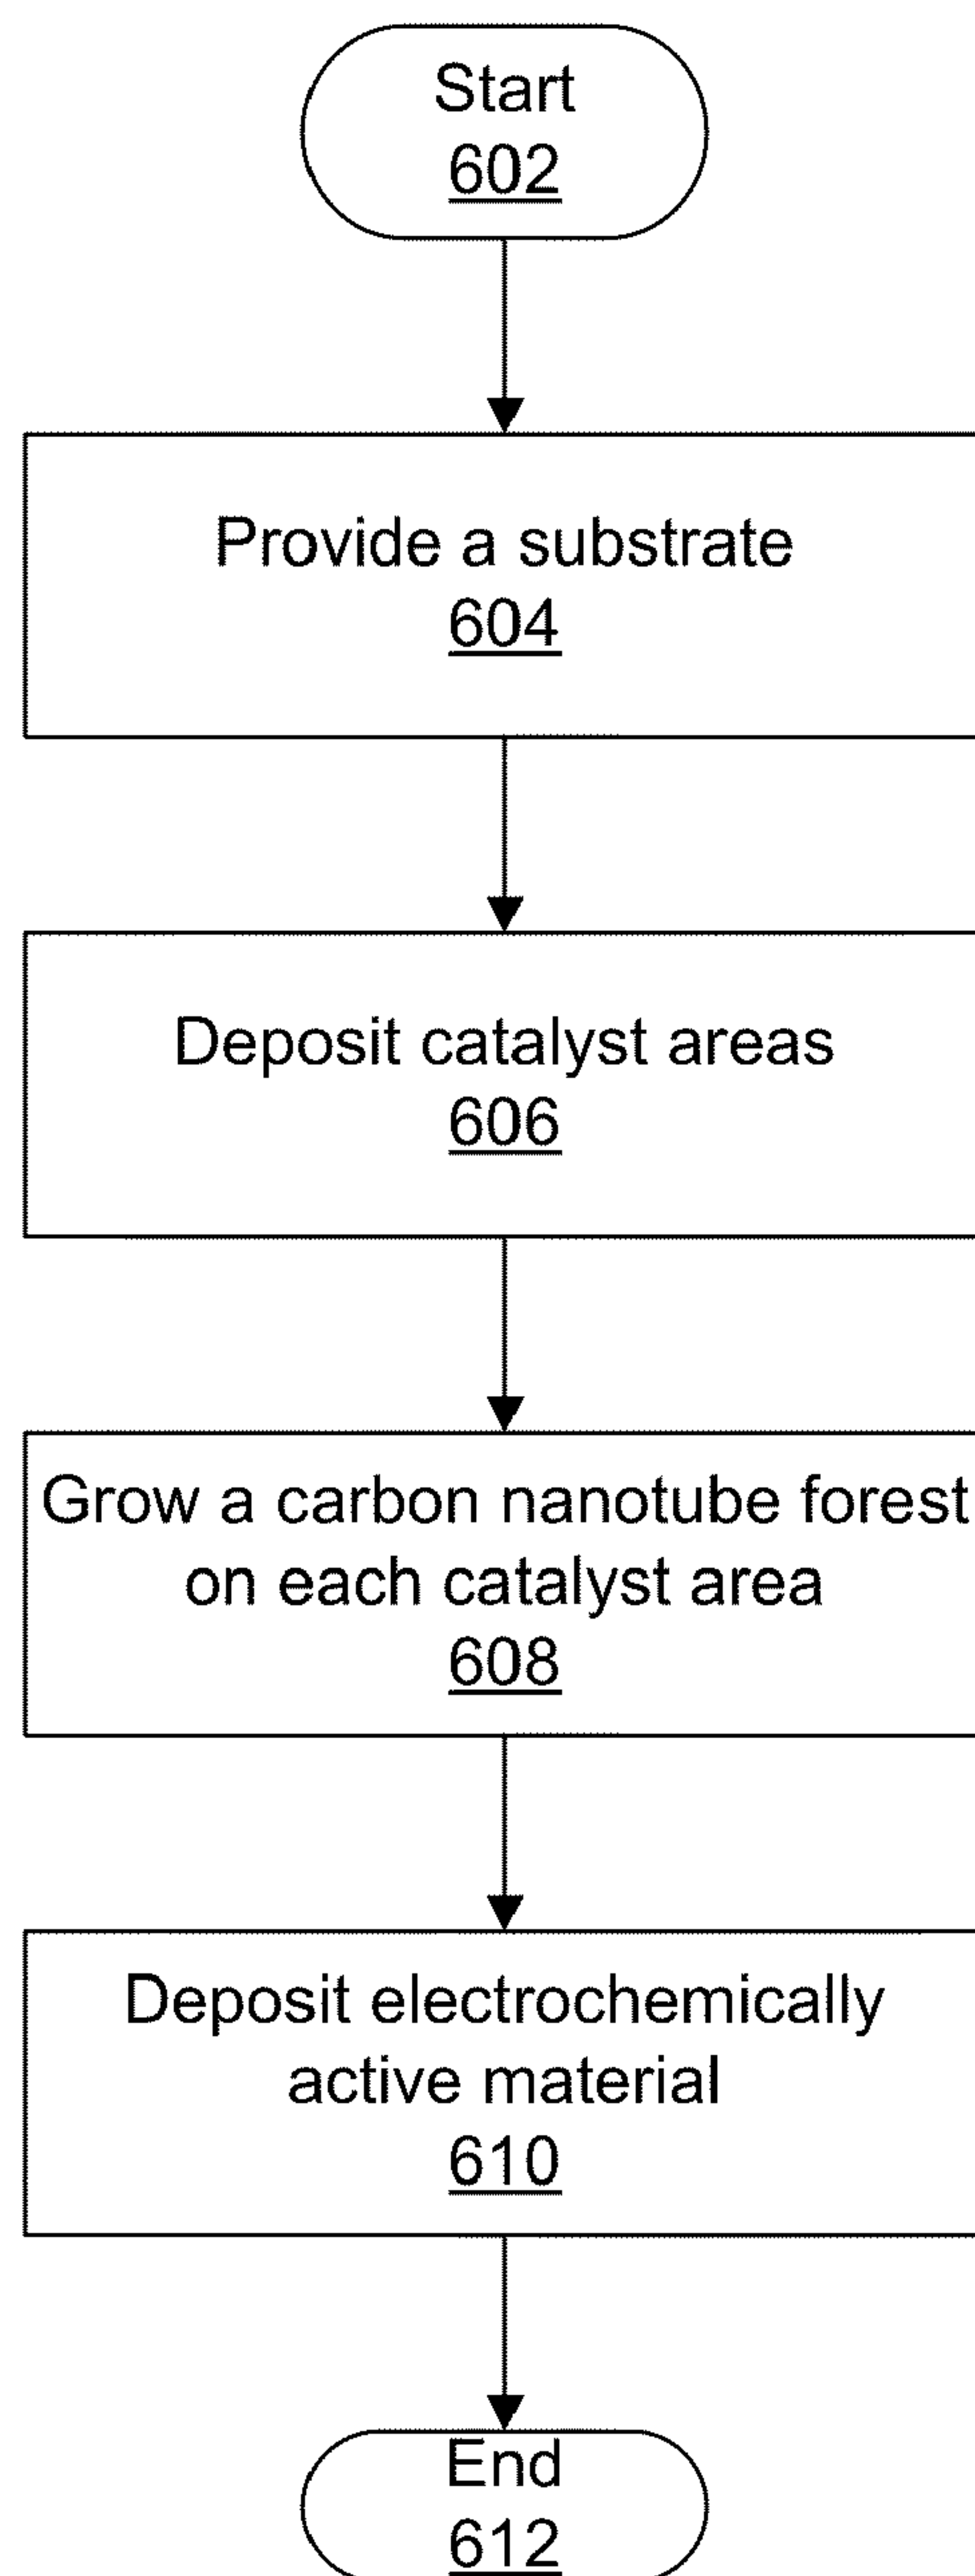 Start
602
Provide a substrate
604
Deposit catalyst areas
606
Grow a carbon nanotube forest
on each catalyst area
608
Deposit electrochemically
active material
610
End
612